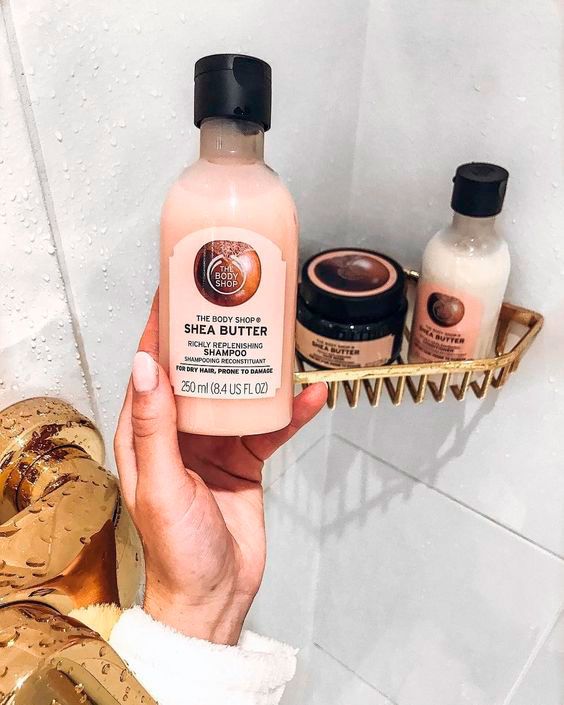 THE
BODY
SHOP
THE BODY SHOP®
SHEA BUTTER
RICHLY REPLENISHING
SHAMPOO
SHAMPOOING RECONSTITUANT
FOR DRY HAIR, PRONE TO DAMAGE
250 ml (8.4 US FL OZ)
SHEA BUTTER
SHEA BUTTER